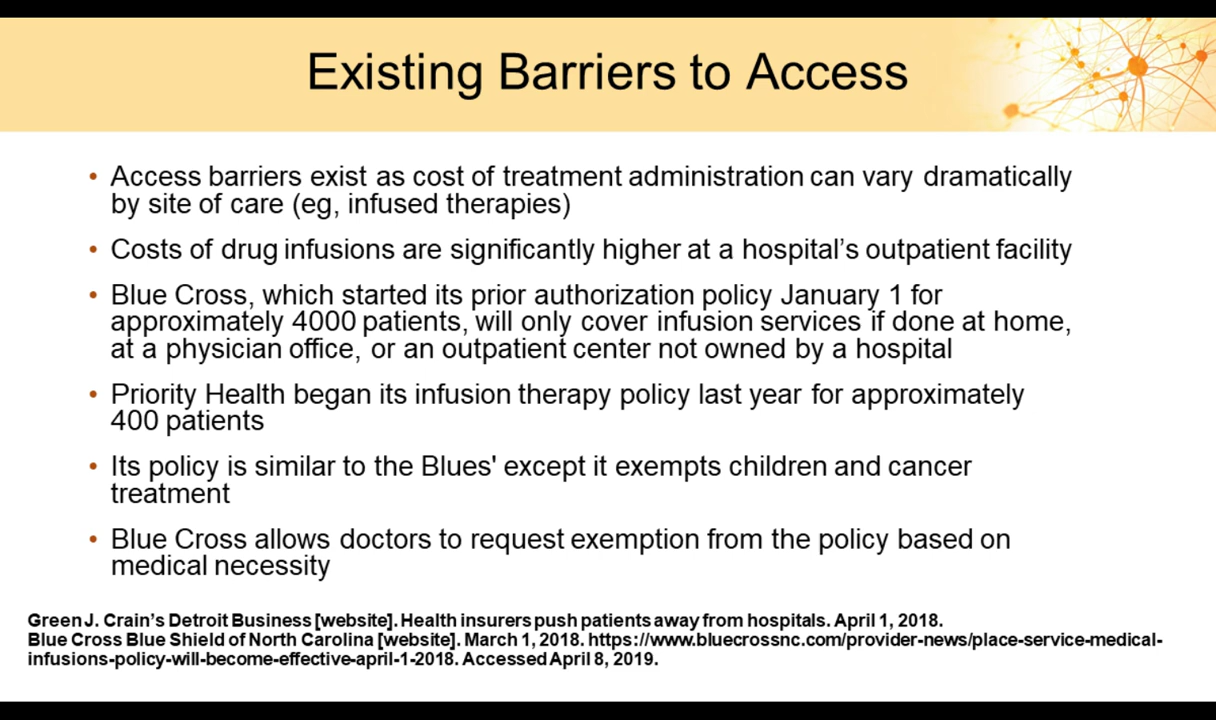 Existing Barriers to Access
• Access barriers exist as cost of treatment administration can vary dramatically
by site of care (eg, infused therapies)
• Costs of drug infusions are significantly higher at a hospital's outpatient facility
• Blue Cross, which started its prior authorization policy January 1 for
approximately 4000 patients, will only cover infusion services if done at home,
at a physician office, or an outpatient center not owned by a hospital
• Priority Health began its infusion therapy policy last year for approximately
400 patients
• Its policy is similar to the Blues' except it exempts children and cancer
treatment
• Blue Cross allows doctors to request exemption from the policy based on
medical necessity
Green J. Crain's Detroit Business [website]. Health insurers push patients away from hospitals. April 1, 2018.
Blue Cross Blue Shield of North Carolina [website]. March 1, 2018. https://www.bluecrossnc.com/provider-news/place-service-medical-
infusions-policy-will-become-effective-april-1-2018. Accessed April 8, 2019.